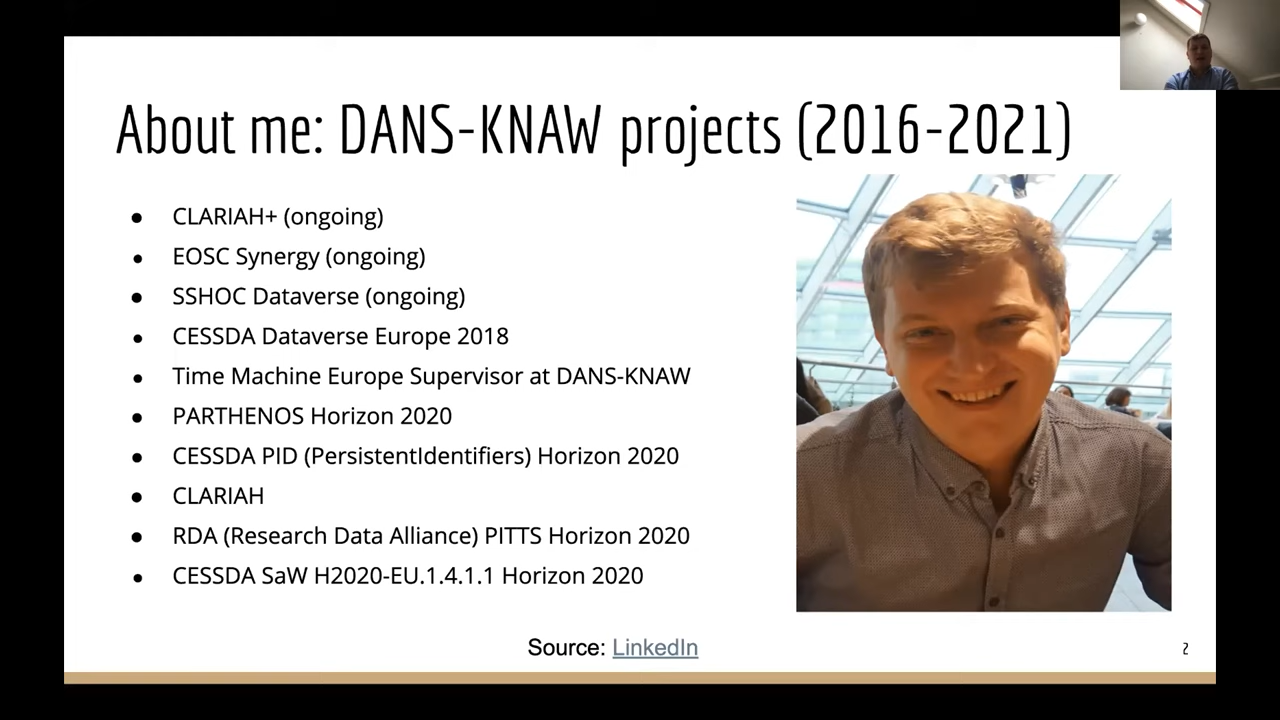 About me: DANS-KNAW projects (2016-2021)
● CLARIAH+ (ongoing)
● EOSC Synergy (ongoing)
● SSHOC Dataverse (ongoing)
● CESSDA Dataverse Europe 2018
● Time Machine Europe Supervisor at DANS-KNAW
● PARTHENOS Horizon 2020
● CESSDA PID (PersistentIdentifiers) Horizon 2020
● CLARIAH
● RDA (Research Data Alliance) PITTS Horizon 2020
● CESSDA SaW H2020-EU.1.4.1.1 Horizon 2020
Source: LinkedIn
2